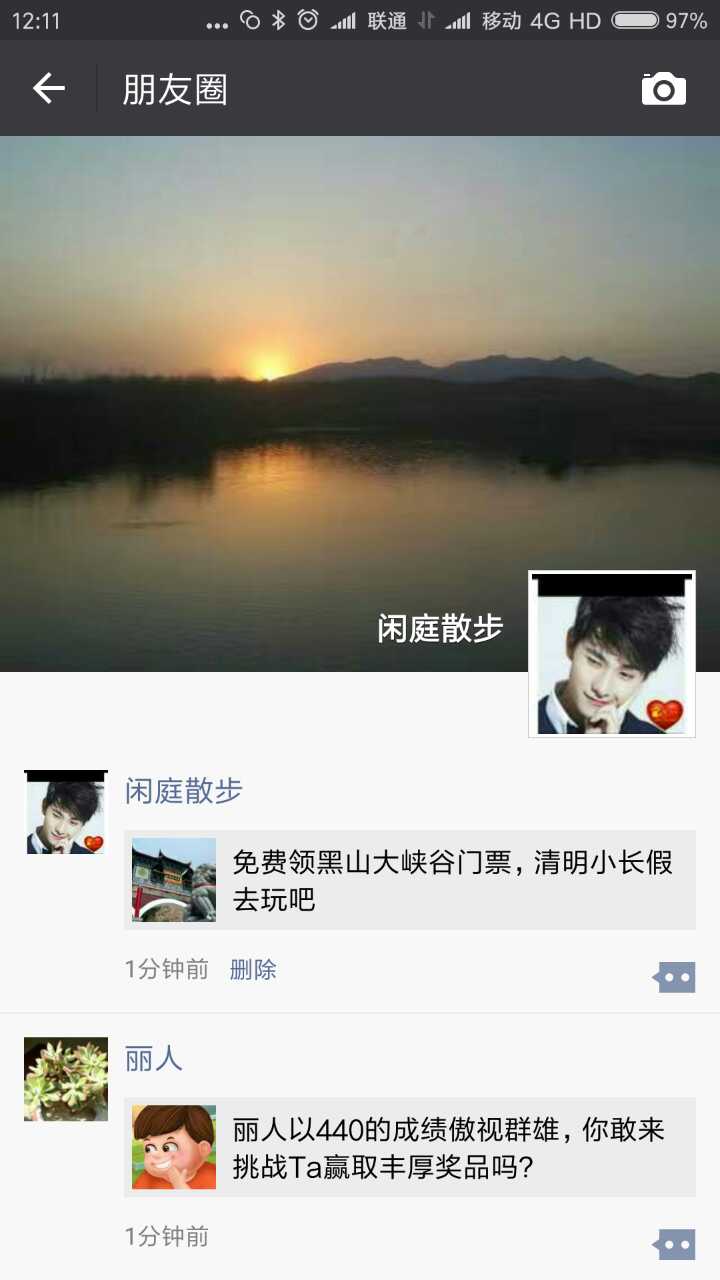 12:11 ... 联通 移动 4G HD 97%
朋友圈
闲庭散步
闲庭散步
免费领黑山大峡谷门票，清明小长假
去玩吧
1分钟前 删除
丽人
丽人以440的成绩傲视群雄，你敢来
挑战Ta赢取丰厚奖品吗?
1分钟前